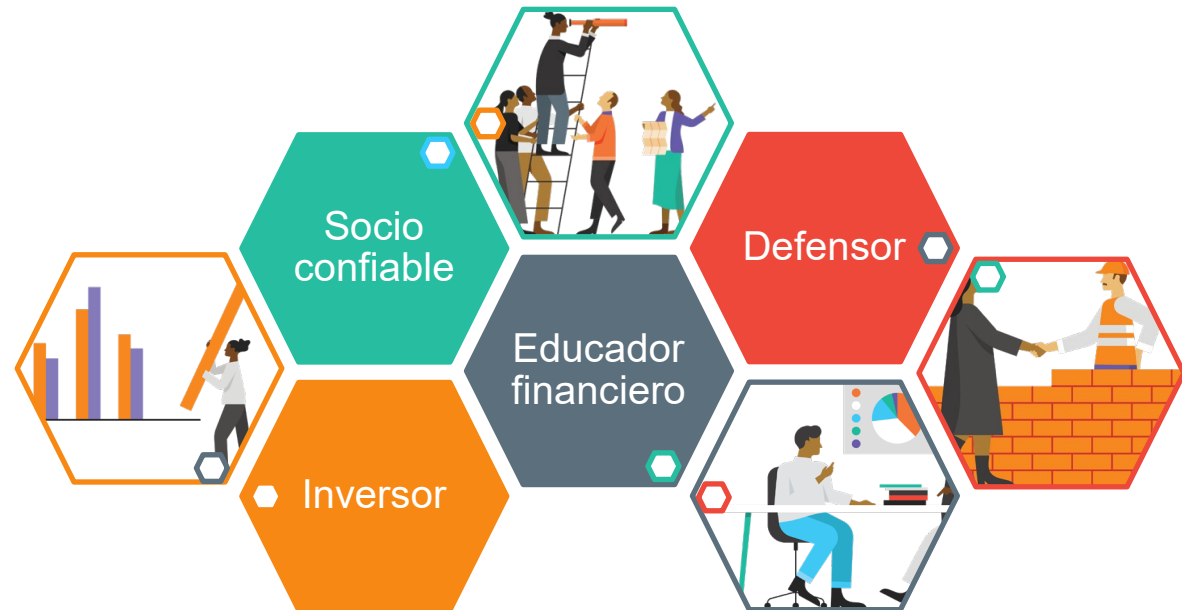 Socio
confiable
Defensor
Educador
financiero
Inversor